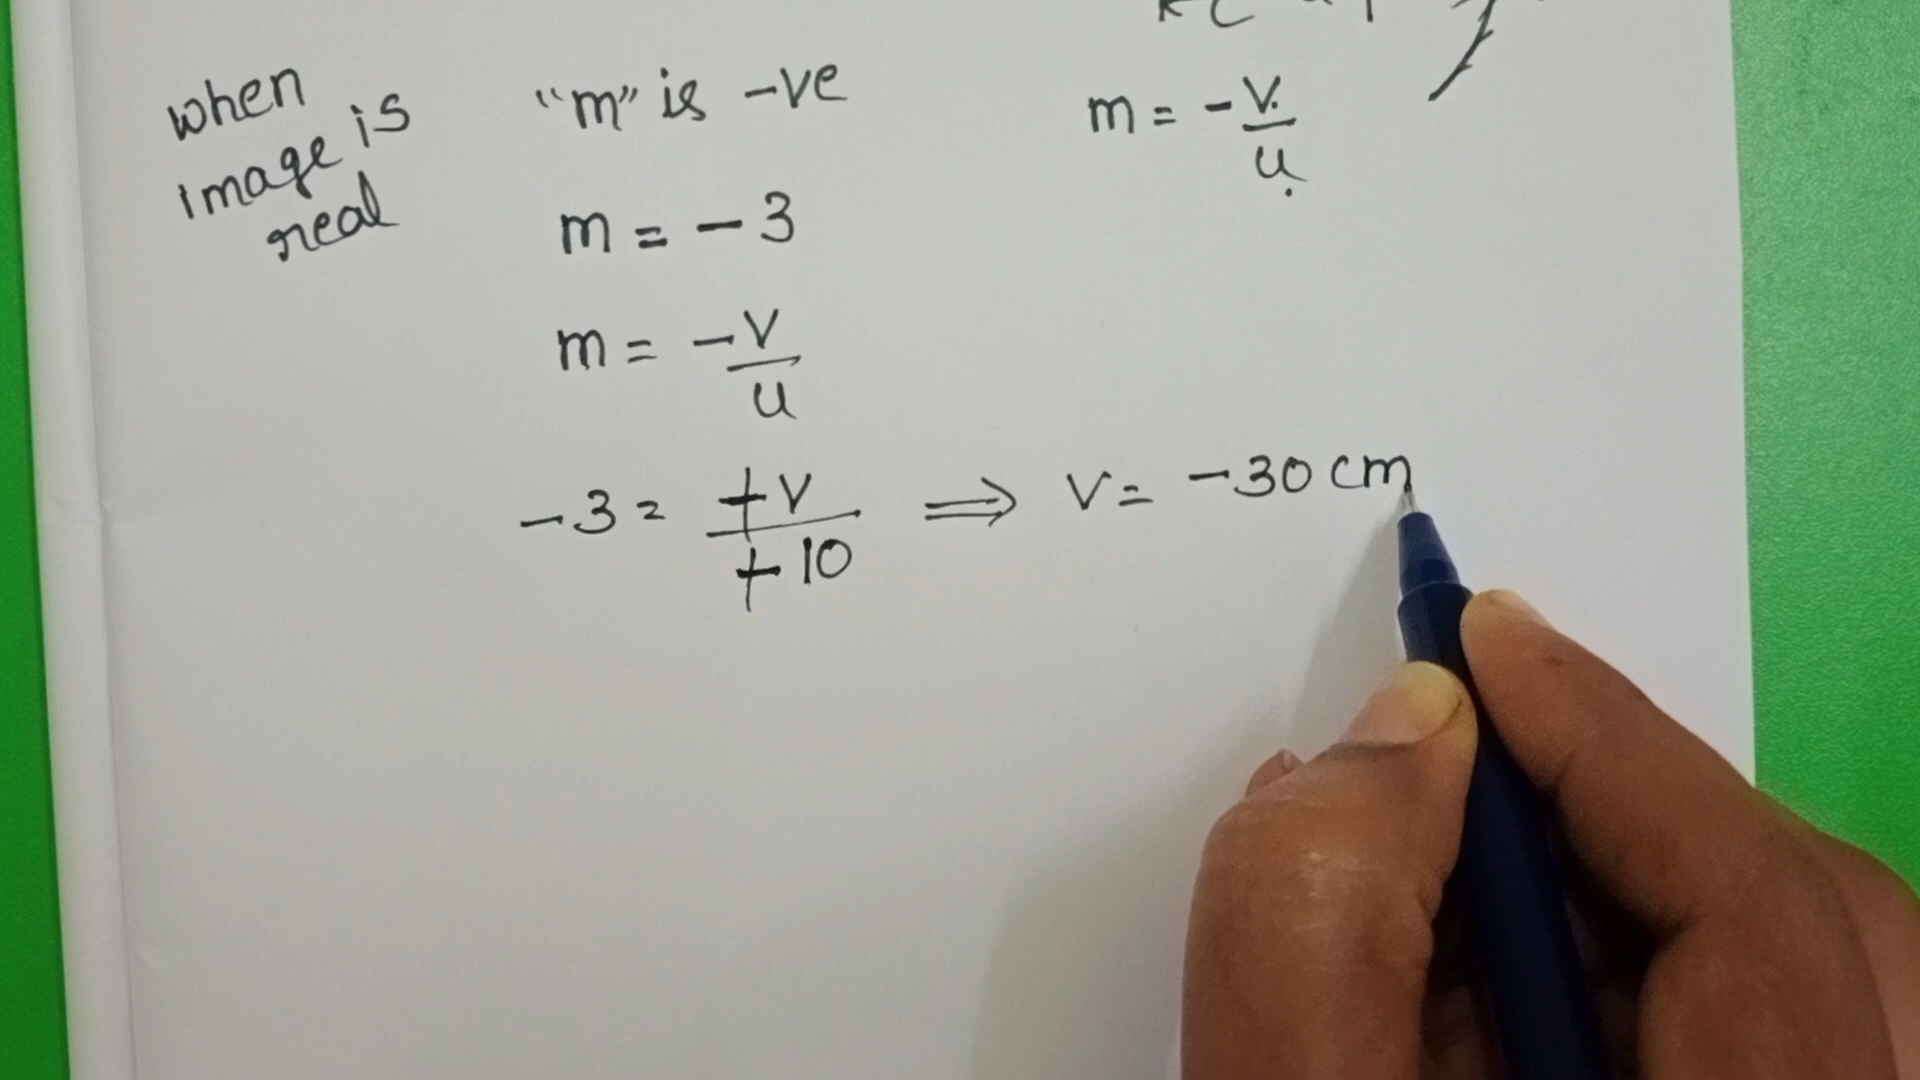 when
image is
real
"m" is -ve
m = -3
m = -v/u
-3 = +v/+10 ⟹ v = -30 cm
m = -v/u